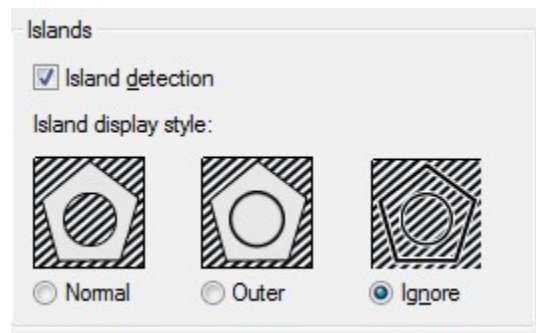 Islands
Island detection
Island display style:
Normal
Outer
Ignore